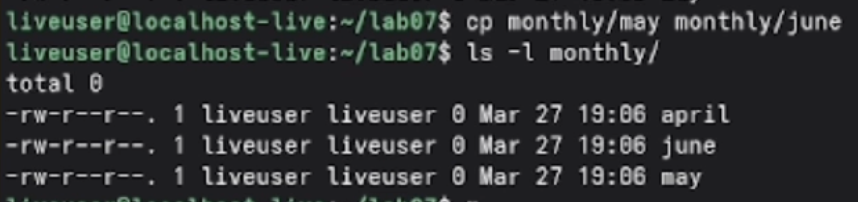 liveuser@localhost-live:~/lab07$ cp monthly/may monthly/june
liveuser@localhost-live:~/lab07$ ls -l monthly/
total 0
-rw-r--r--. 1 liveuser liveuser 0 Mar 27 19:06 april
-rw-r--r--. 1 liveuser liveuser 0 Mar 27 19:06 june
-rw-r--r--. 1 liveuser liveuser 0 Mar 27 19:06 may